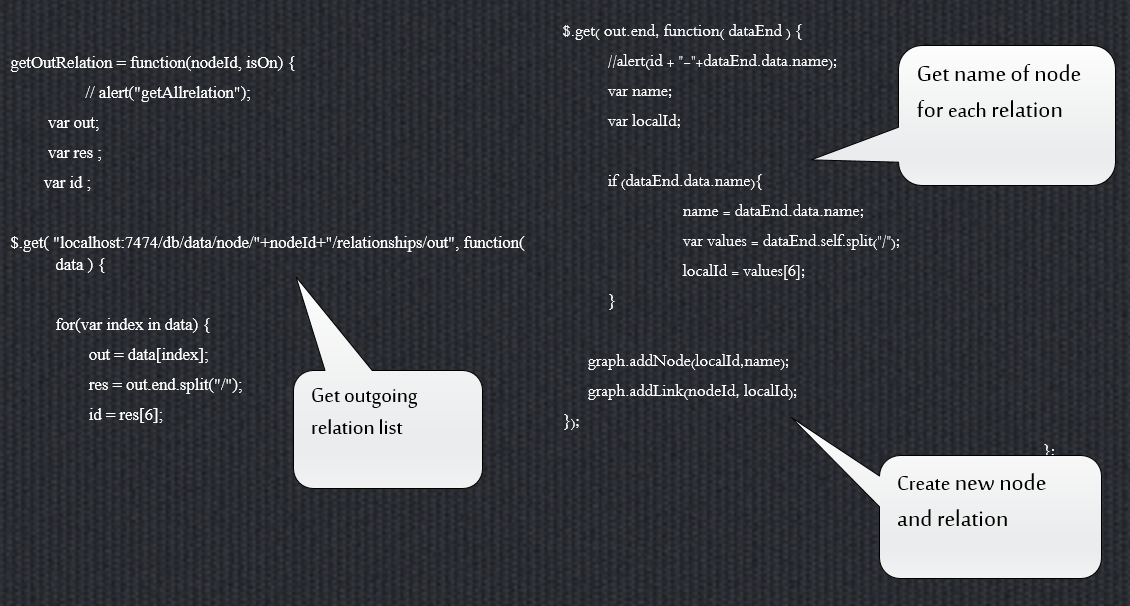 getOutRelation = function(nodeId, isOn) {
// alert("getAllrelation");
var out;
var res ;
var id ;
$.get( "localhost:7474/db/data/node/"+nodeId+"/relationships/out", function(
data ) {
for(var index in data) {
out = data[index];
res = out.end.split("/");
id = res[6];
Get outgoing
relation list
$.get( out.end, function( dataEnd ) {
//alert(id + "-"+dataEnd.data.name);
var name;
var localId;
if (dataEnd.data.name){
name = dataEnd.data.name;
var values = dataEnd.self.split("/");
localId = values[6];
}
graph.addNode(localId,name);
graph.addLink(nodeId, localId);
});
};
Get name of node
for each relation
Create new node
and relation